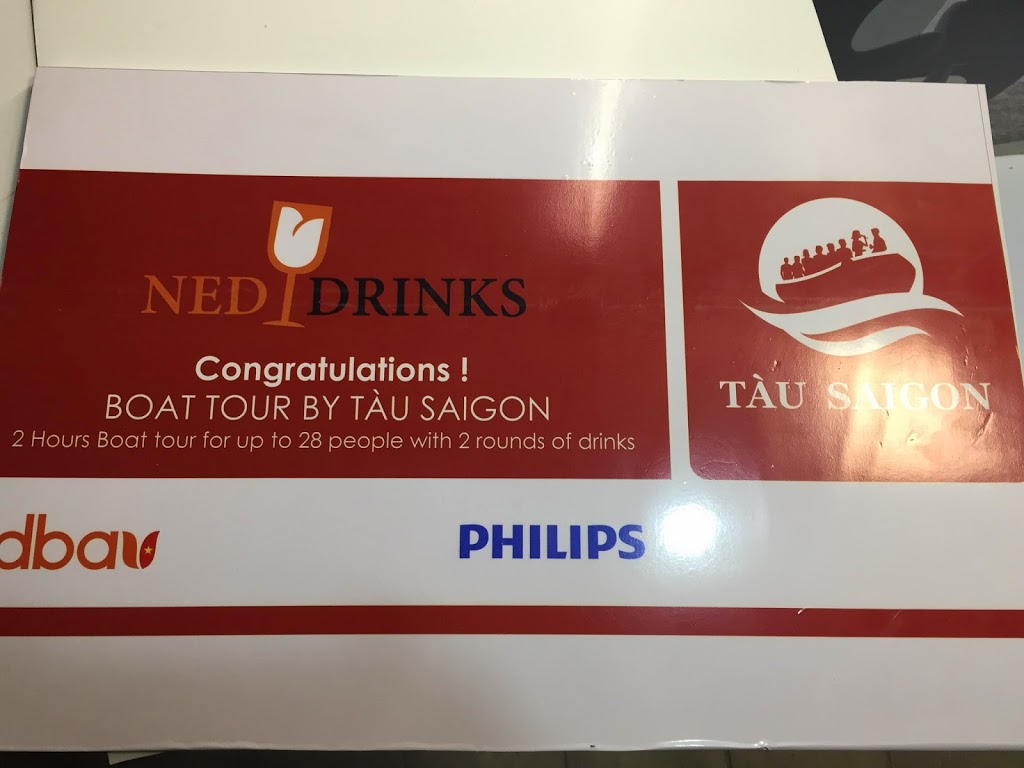 NED DRINKS
Congratulations !
BOAT TOUR BY TÀU SAIGON
2 Hours Boat tour for up to 28 people with 2 rounds of drinks
TÀU SAIGON
dbav
PHILIPS